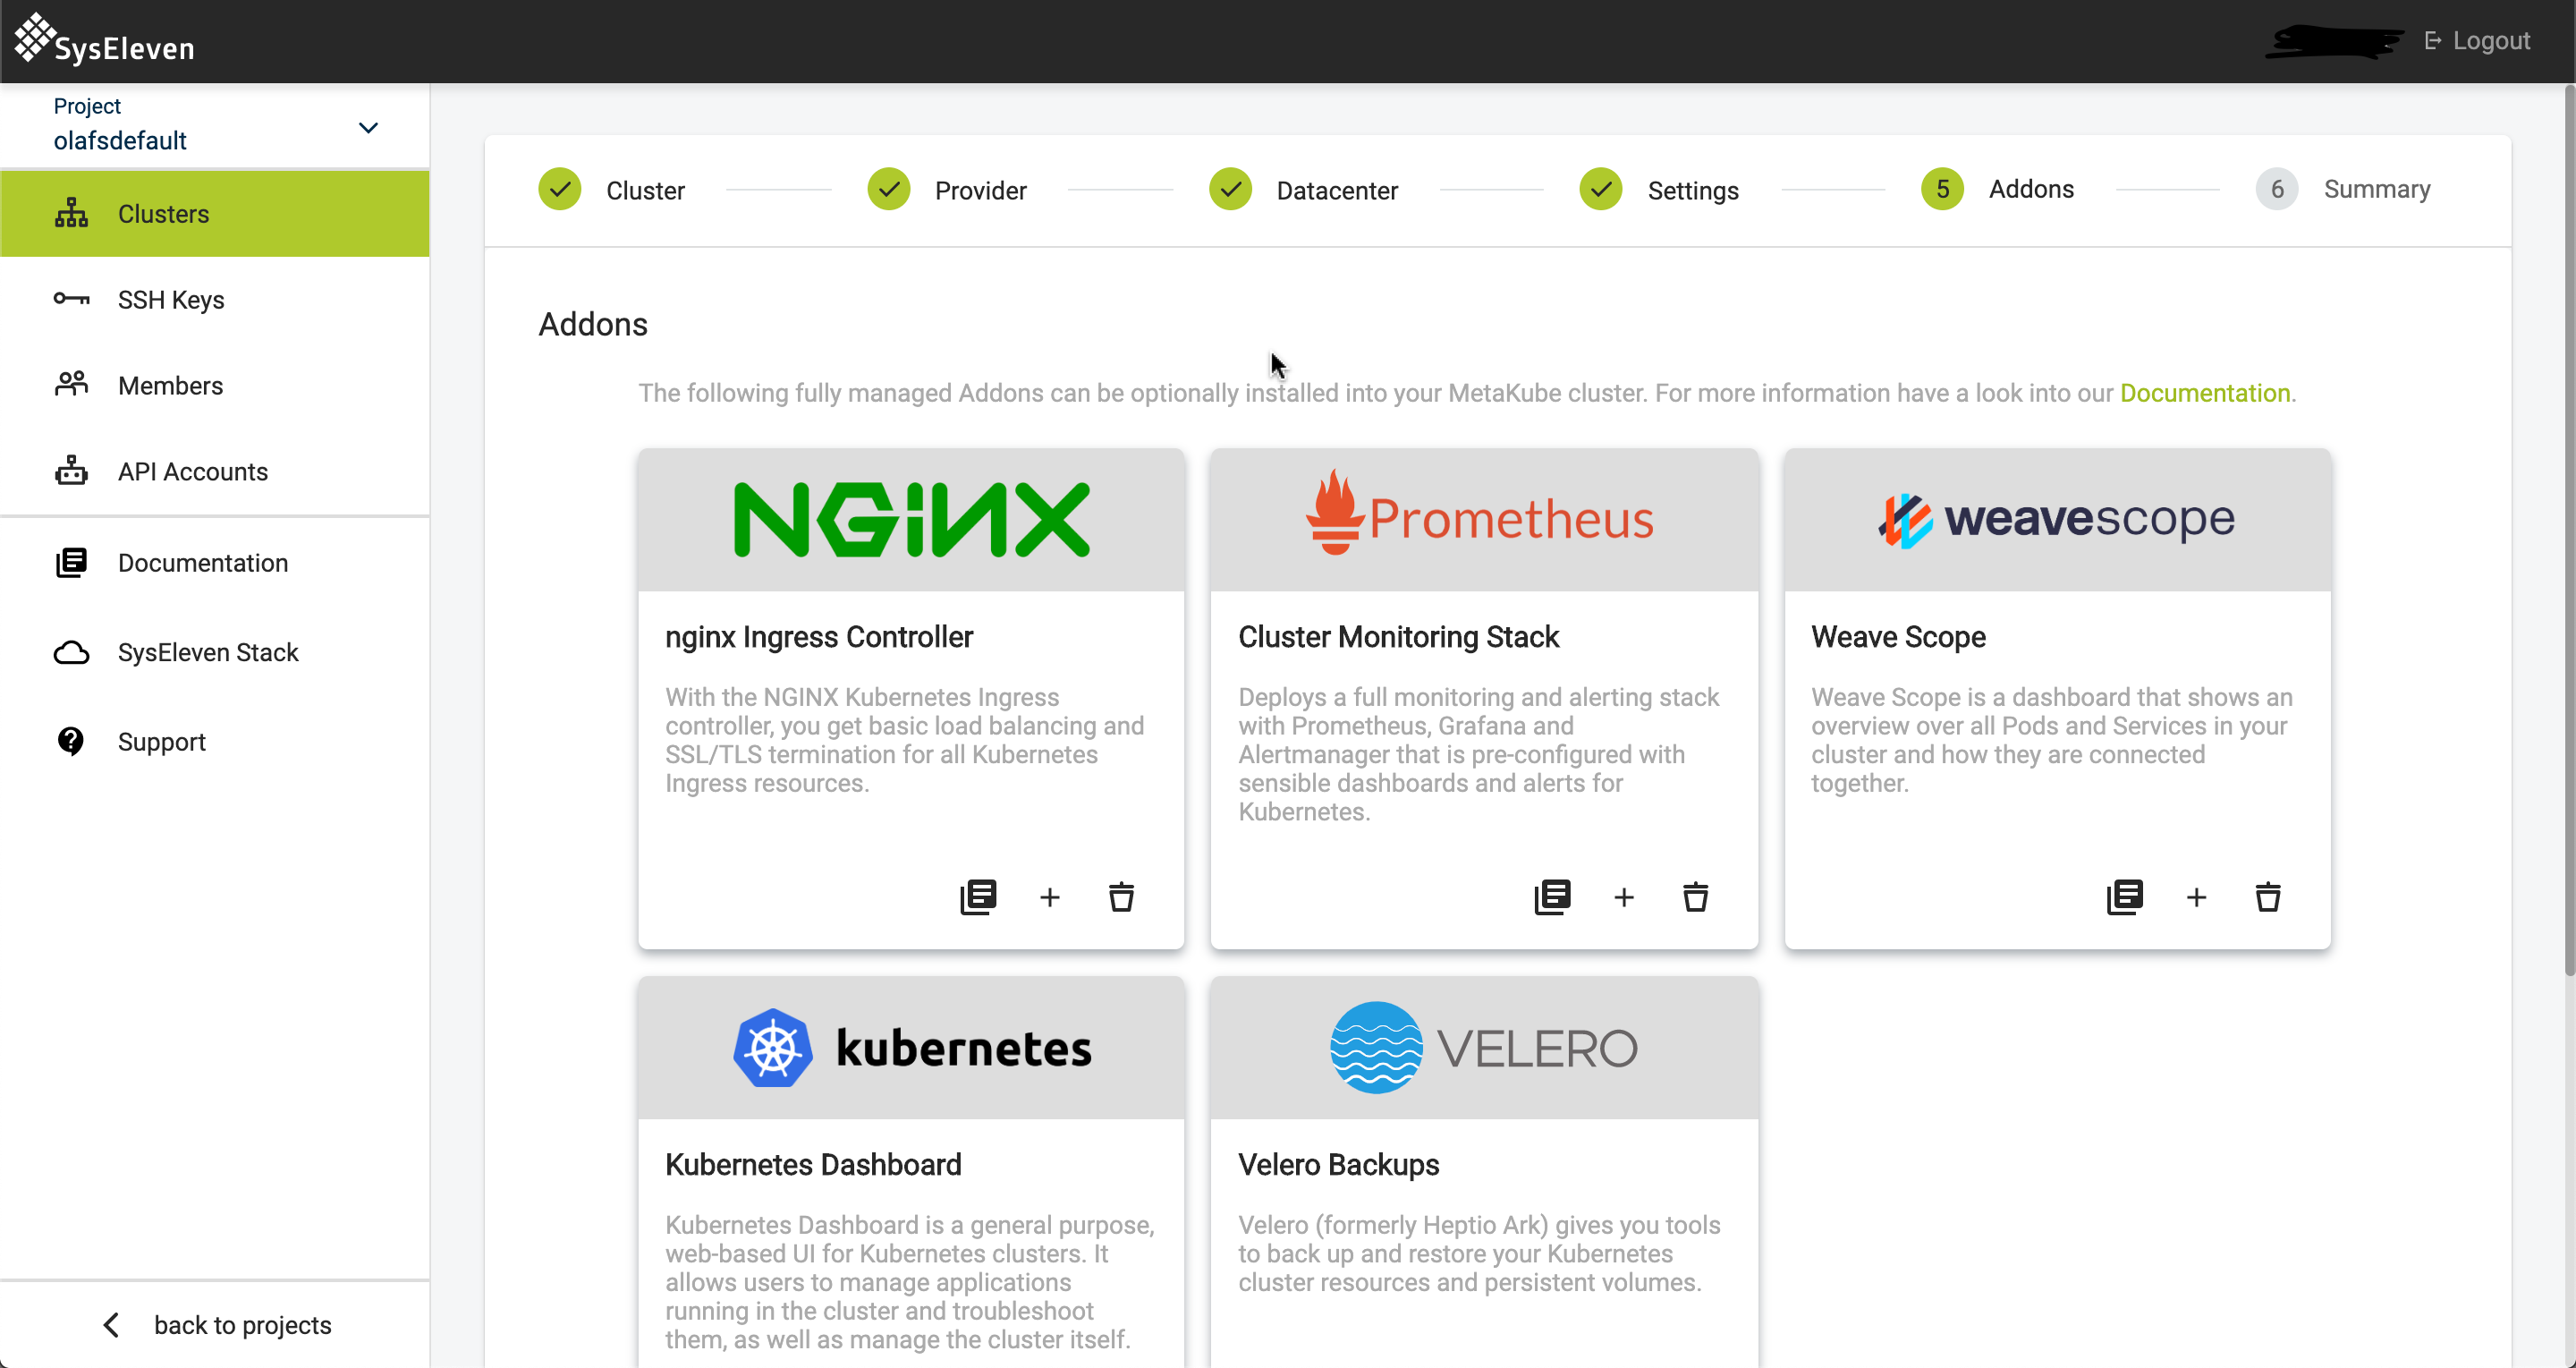 SysEleven
Logout
Project
olafsdefault
Clusters
SSH Keys
Members
API Accounts
Documentation
SysEleven Stack
Support
back to projects
Cluster
Provider
Datacenter
Settings
5 Addons
6 Summary
Addons
The following fully managed Addons can be optionally installed into your MetaKube cluster. For more information have a look into our Documentation.
NGINX
nginx Ingress Controller
With the NGINX Kubernetes Ingress
controller, you get basic load balancing and
SSL/TLS termination for all Kubernetes
Ingress resources.
Prometheus
Cluster Monitoring Stack
Deploys a full monitoring and alerting stack
with Prometheus, Grafana and
Alertmanager that is pre-configured with
sensible dashboards and alerts for
Kubernetes.
weavescope
Weave Scope
Weave Scope is a dashboard that shows an
overview over all Pods and Services in your
cluster and how they are connected
together.
kubernetes
Kubernetes Dashboard
Kubernetes Dashboard is a general purpose,
web-based UI for Kubernetes clusters. It
allows users to manage applications
running in the cluster and troubleshoot
them, as well as manage the cluster itself.
VELERO
Velero Backups
Velero (formerly Heptio Ark) gives you tools
to back up and restore your Kubernetes
cluster resources and persistent volumes.